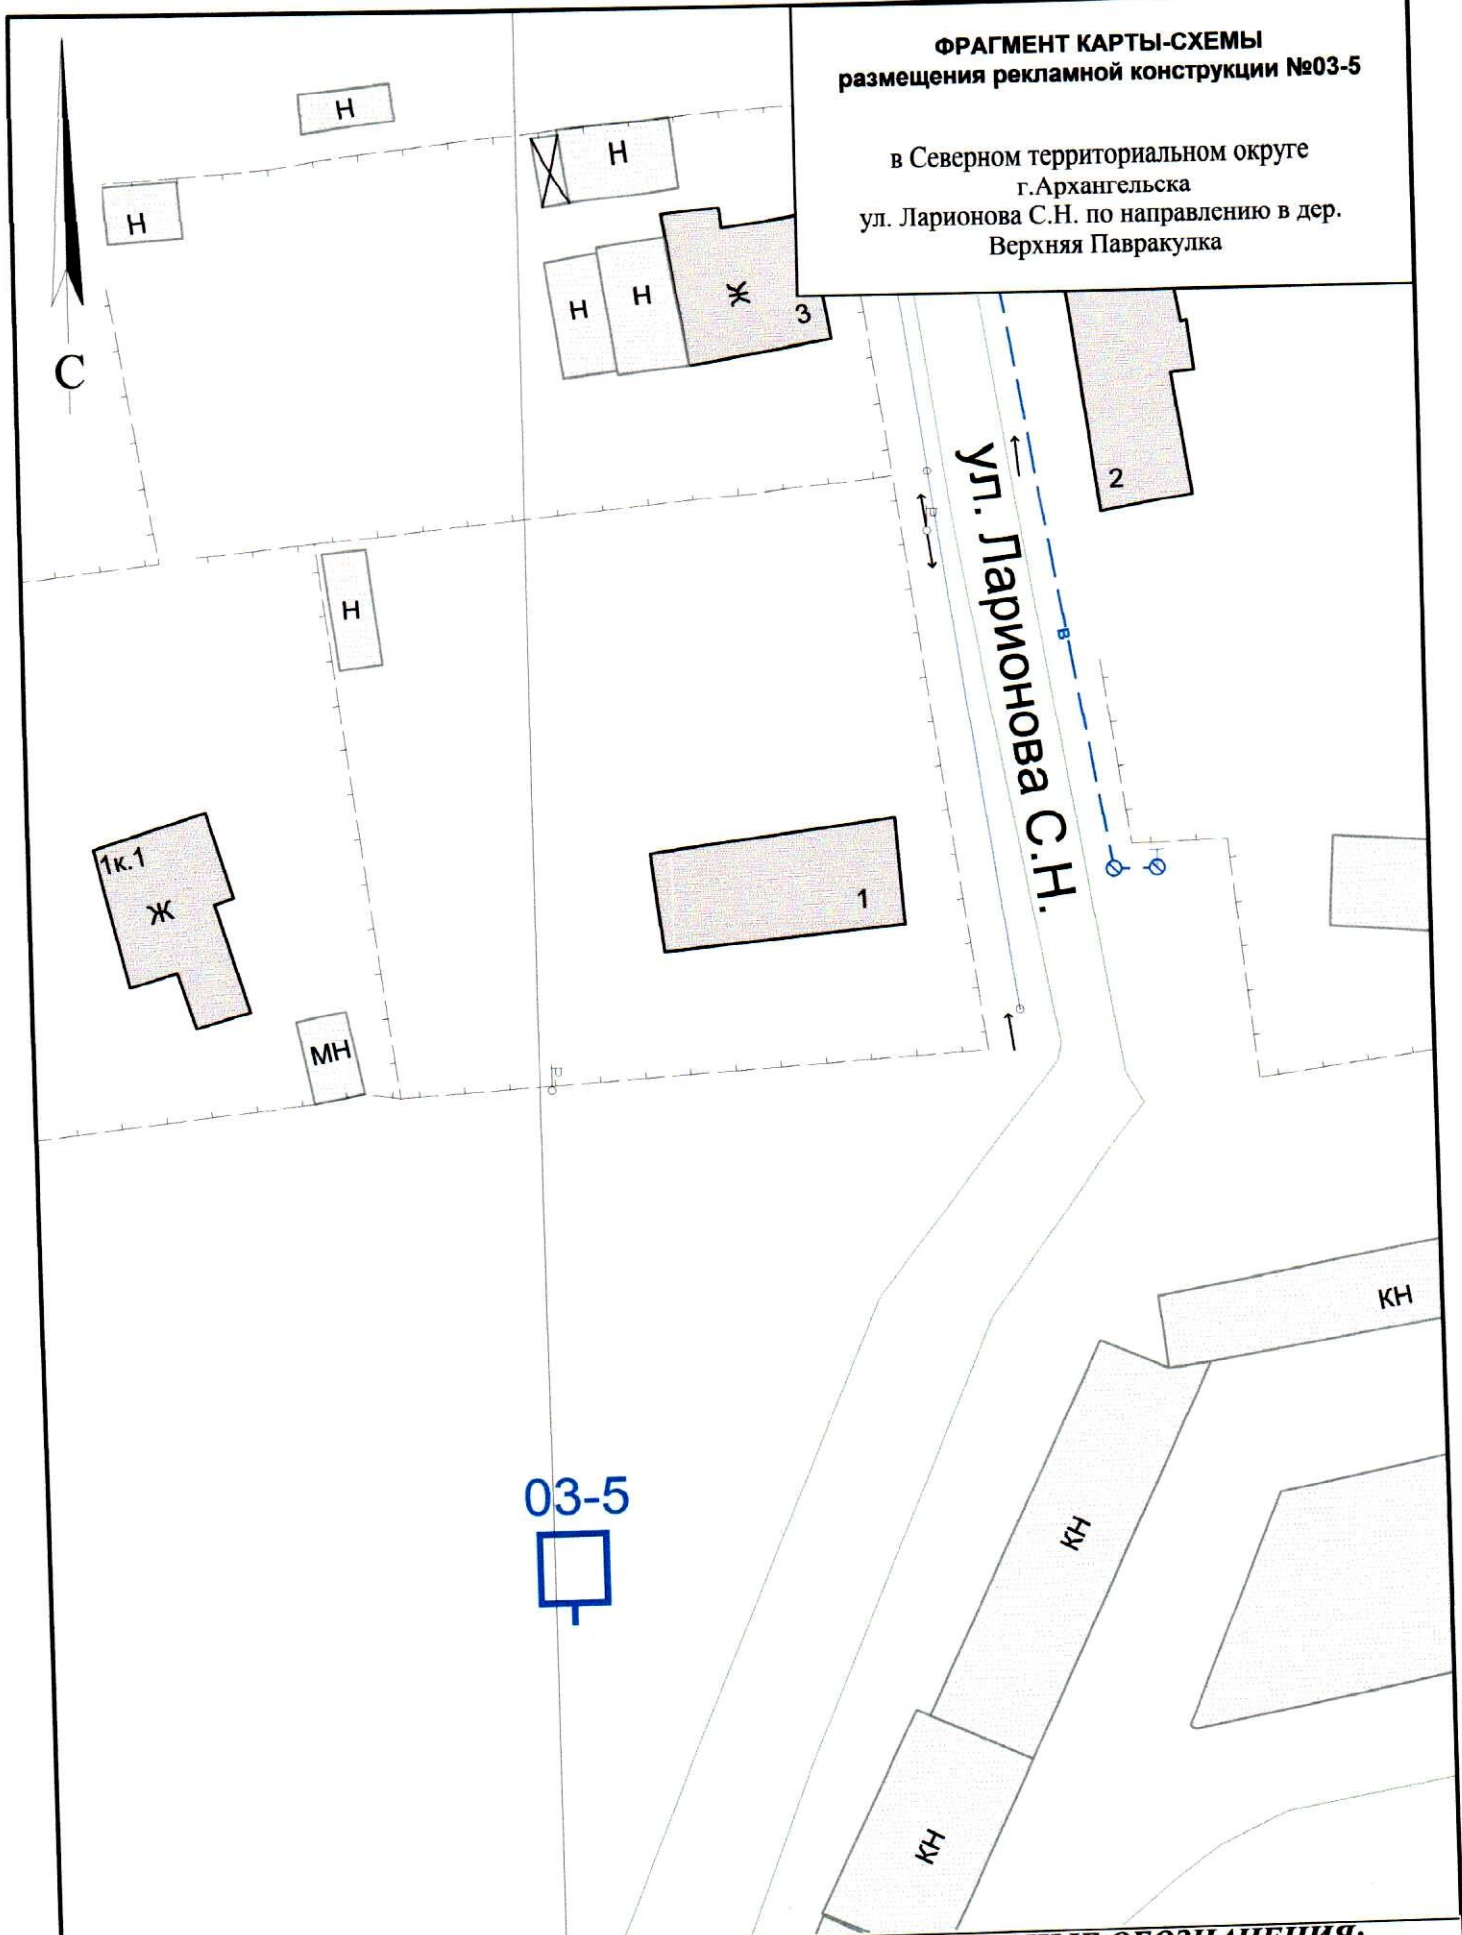 ФРАГМЕНТ КАРТЫ-СХЕМЫ
размещения рекламной конструкции №03-5
в Северном территориальном округе
г.Архангельска
ул. Ларионова С.Н. по направлению в дер.
Верхняя Павракулка
Н
Н
Н
С
Н
Н
Ж
3
2
ул. Ларионова С.Н.
Н
в
1к.1
Ж
1
МН
КН
03-5
КН
КН
ОБОЗНАЧЕНИЯ: